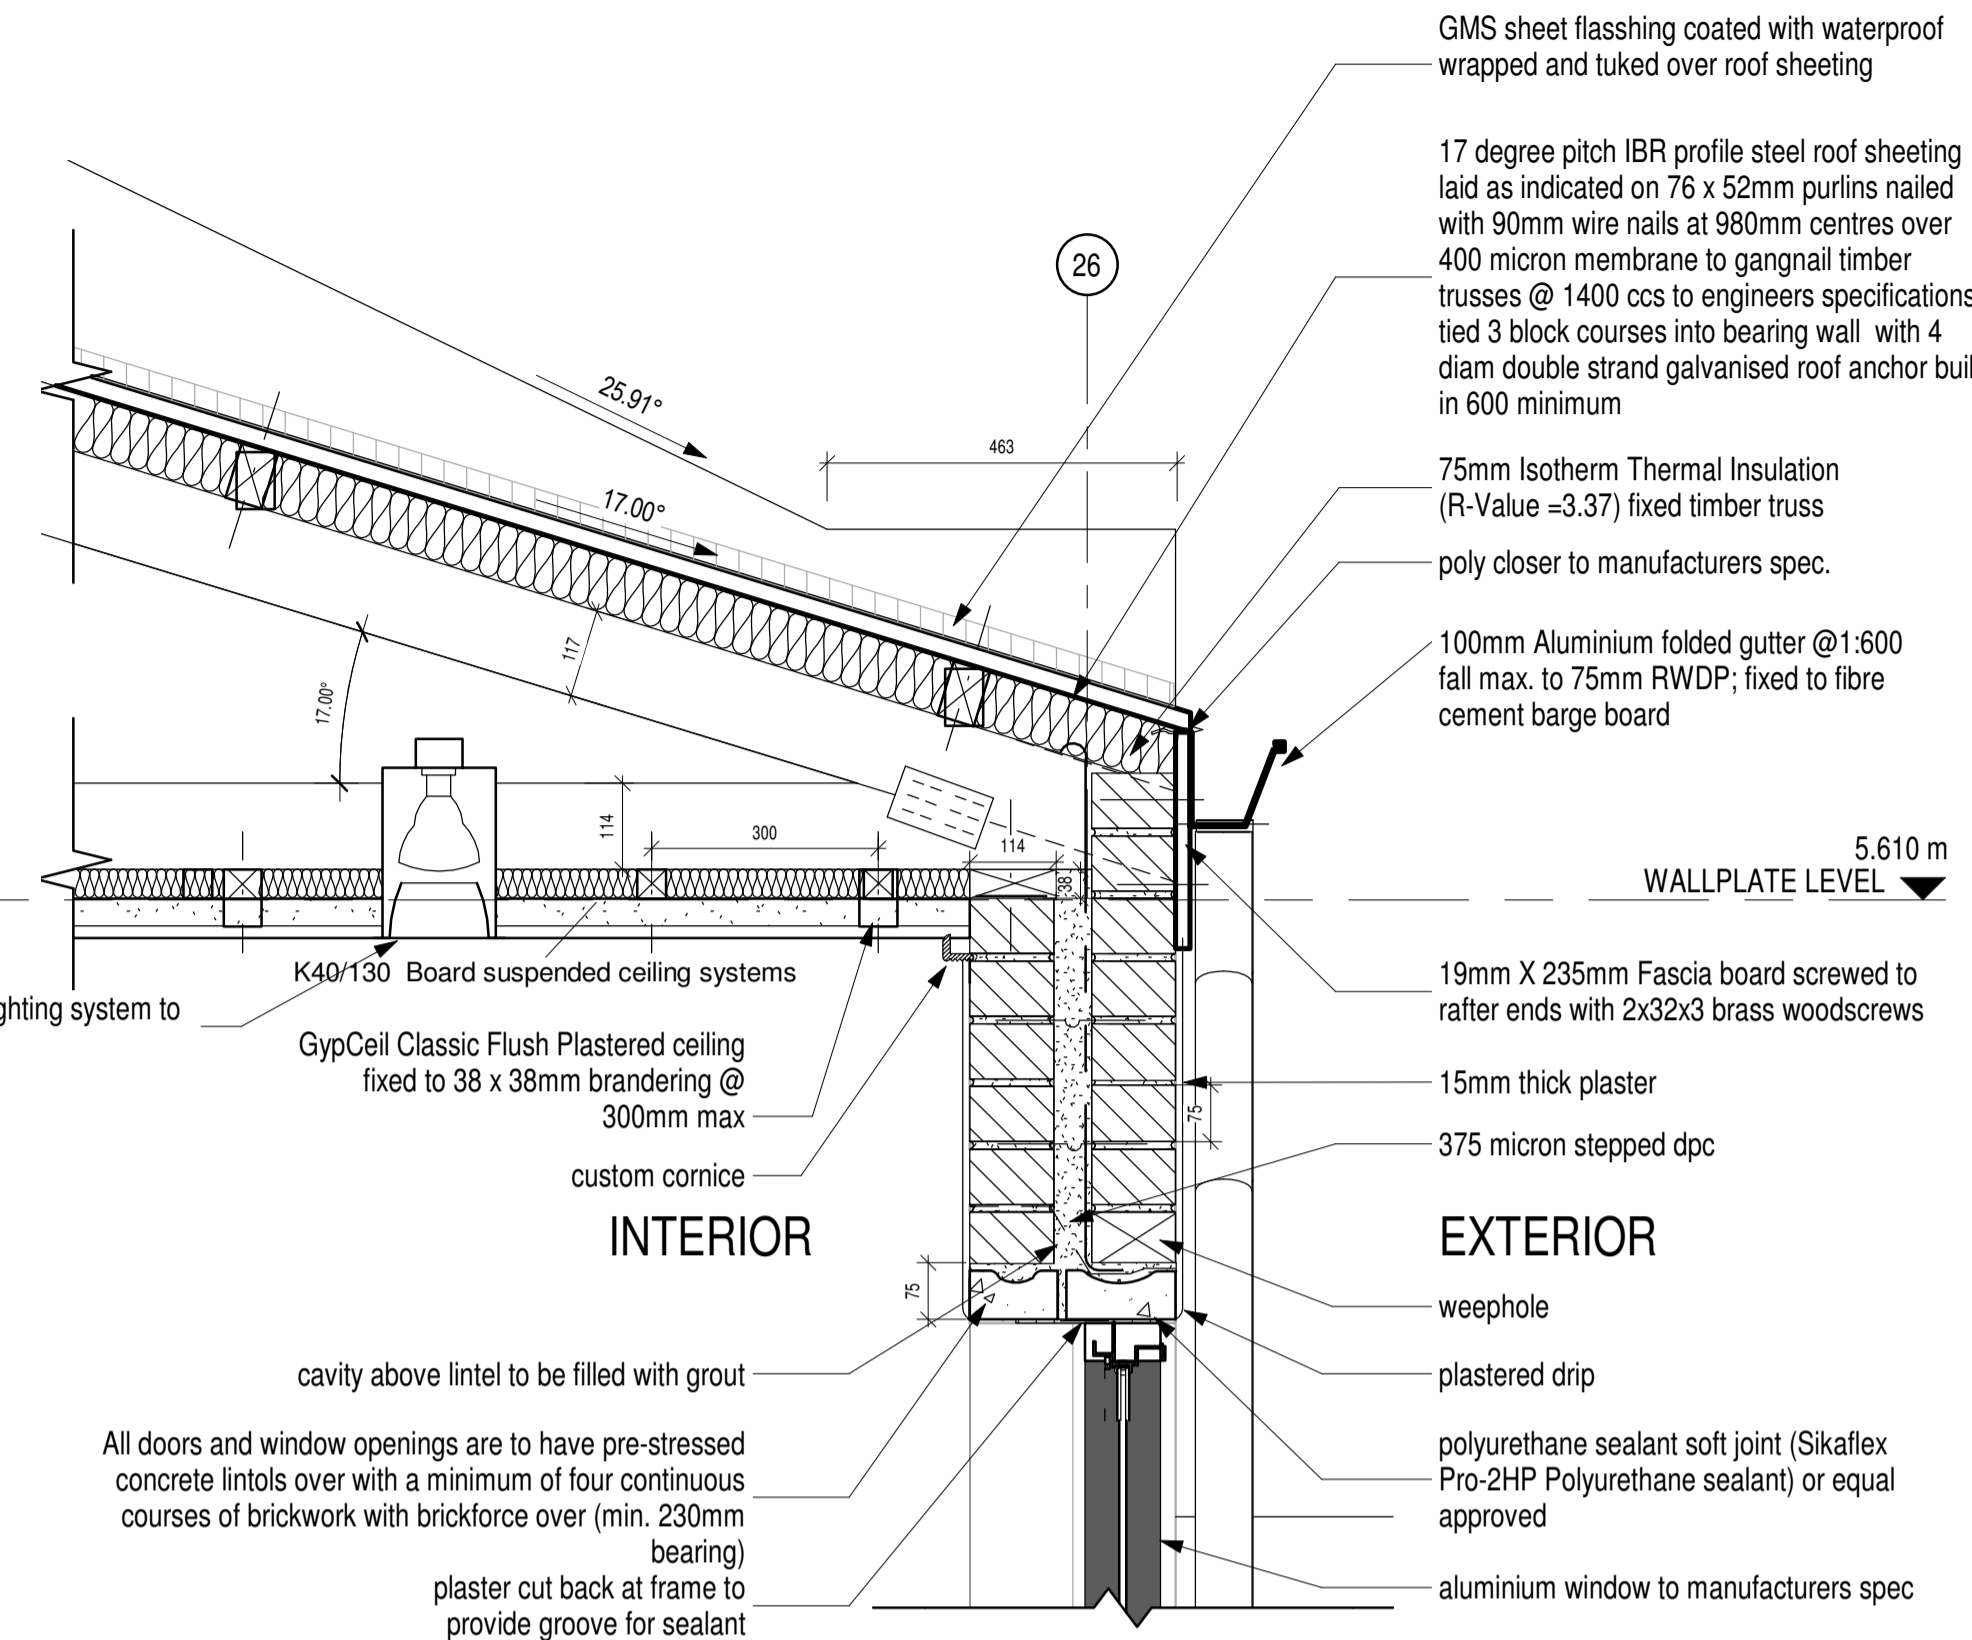 GMS sheet flasshing coated with waterproof
wrapped and tuked over roof sheeting
17 degree pitch IBR profile steel roof sheeting
laid as indicated on 76 x 52mm purlins nailed
with 90mm wire nails at 980mm centres over
400 micron membrane to gangnail timber
trusses @ 1400 ccs to engineers specifications
tied 3 block courses into bearing wall  with 4
diam double strand galvanised roof anchor buil
in 600 minimum
26
25.91°
463
75mm Isotherm Thermal Insulation
(R-Value =3.37) fixed timber truss
17.00°
poly closer to manufacturers spec.
100mm Aluminium folded gutter @1:600
fall max. to 75mm RWDP; fixed to fibre
cement barge board
117
17.00°
114
300
114
38
5.610 m
WALLPLATE LEVEL
K40/130  Board suspended ceiling systems
ghting system to
19mm X 235mm Fascia board screwed to
rafter ends with 2x32x3 brass woodscrews
GypCeil Classic Flush Plastered ceiling
fixed to 38 x 38mm brandering @
300mm max
15mm thick plaster
75
375 micron stepped dpc
custom cornice
INTERIOR
EXTERIOR
75
weephole
cavity above lintel to be filled with grout
plastered drip
All doors and window openings are to have pre-stressed
concrete lintols over with a minimum of four continuous
courses of brickwork with brickforce over (min. 230mm
bearing)
polyurethane sealant soft joint (Sikaflex
Pro-2HP Polyurethane sealant) or equal
approved
plaster cut back at frame to
provide groove for sealant
aluminium window to manufacturers spec